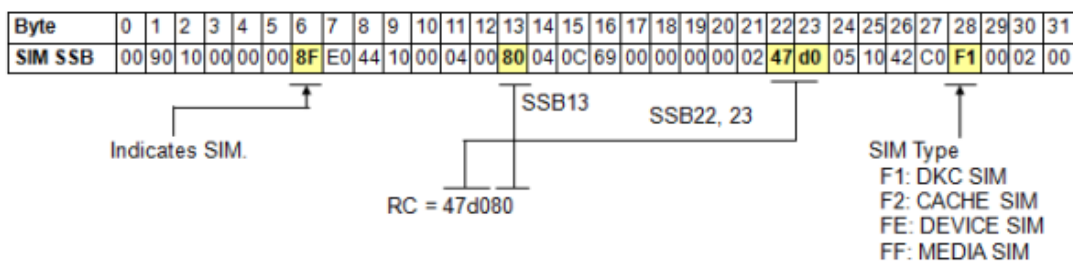 Byte 0 1 2 3 4 5 6 7 8 9 10 11 12 13 14 15 16 17 18 19 20 21 22 23 24 25 26 27 28 29 30 31
SIM SSB 00 90 10 00 00 00 8F E0 44 10 00 04 00 80 04 0C 69 00 00 00 00 02 47 d0 05 10 42 C0 F1 00 02 00
SSB13
SSB22, 23
Indicates SIM.
SIM Type
F1: DKC SIM
RC = 47d080
F2: CACHE SIM
FE: DEVICE SIM
FF: MEDIA SIM